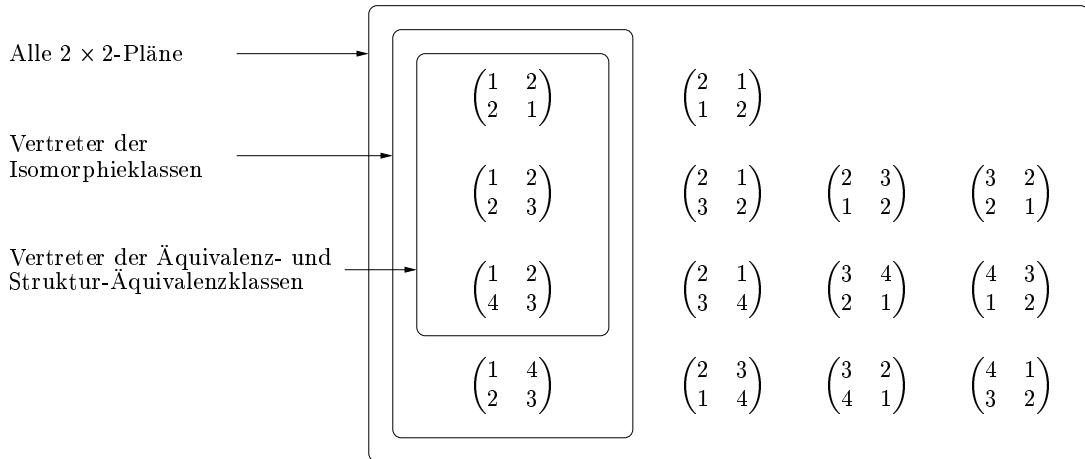 Alle 2 × 2-Pläne
Vertreter der
Isomorphieklassen
Vertreter der Äquivalenz- und
Struktur-Äquivalenzklassen
(1 2) (2 1)
(2 1) (1 2)
(1 2) (2 1) (2 3) (3 2)
(2 3) (3 2) (1 2) (2 1)
(1 2) (2 1) (3 4) (4 3)
(4 3) (3 4) (2 1) (1 2)
(1 4) (2 3) (3 2) (4 1)
(2 3) (1 4) (4 1) (3 2)